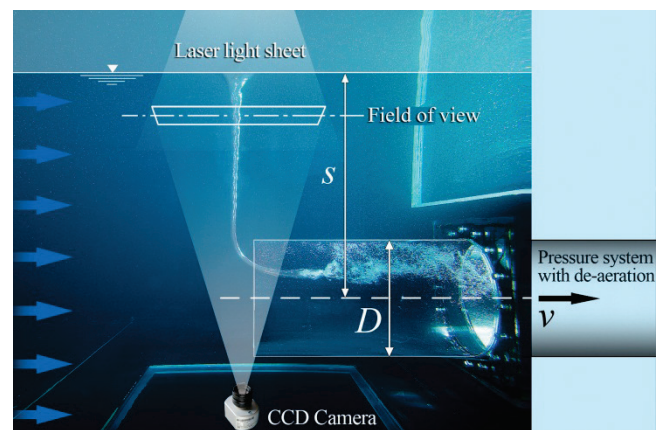 Laser light sheet
Field of view
s
Pressure system
with de-aeration
D
v
CCD Camera